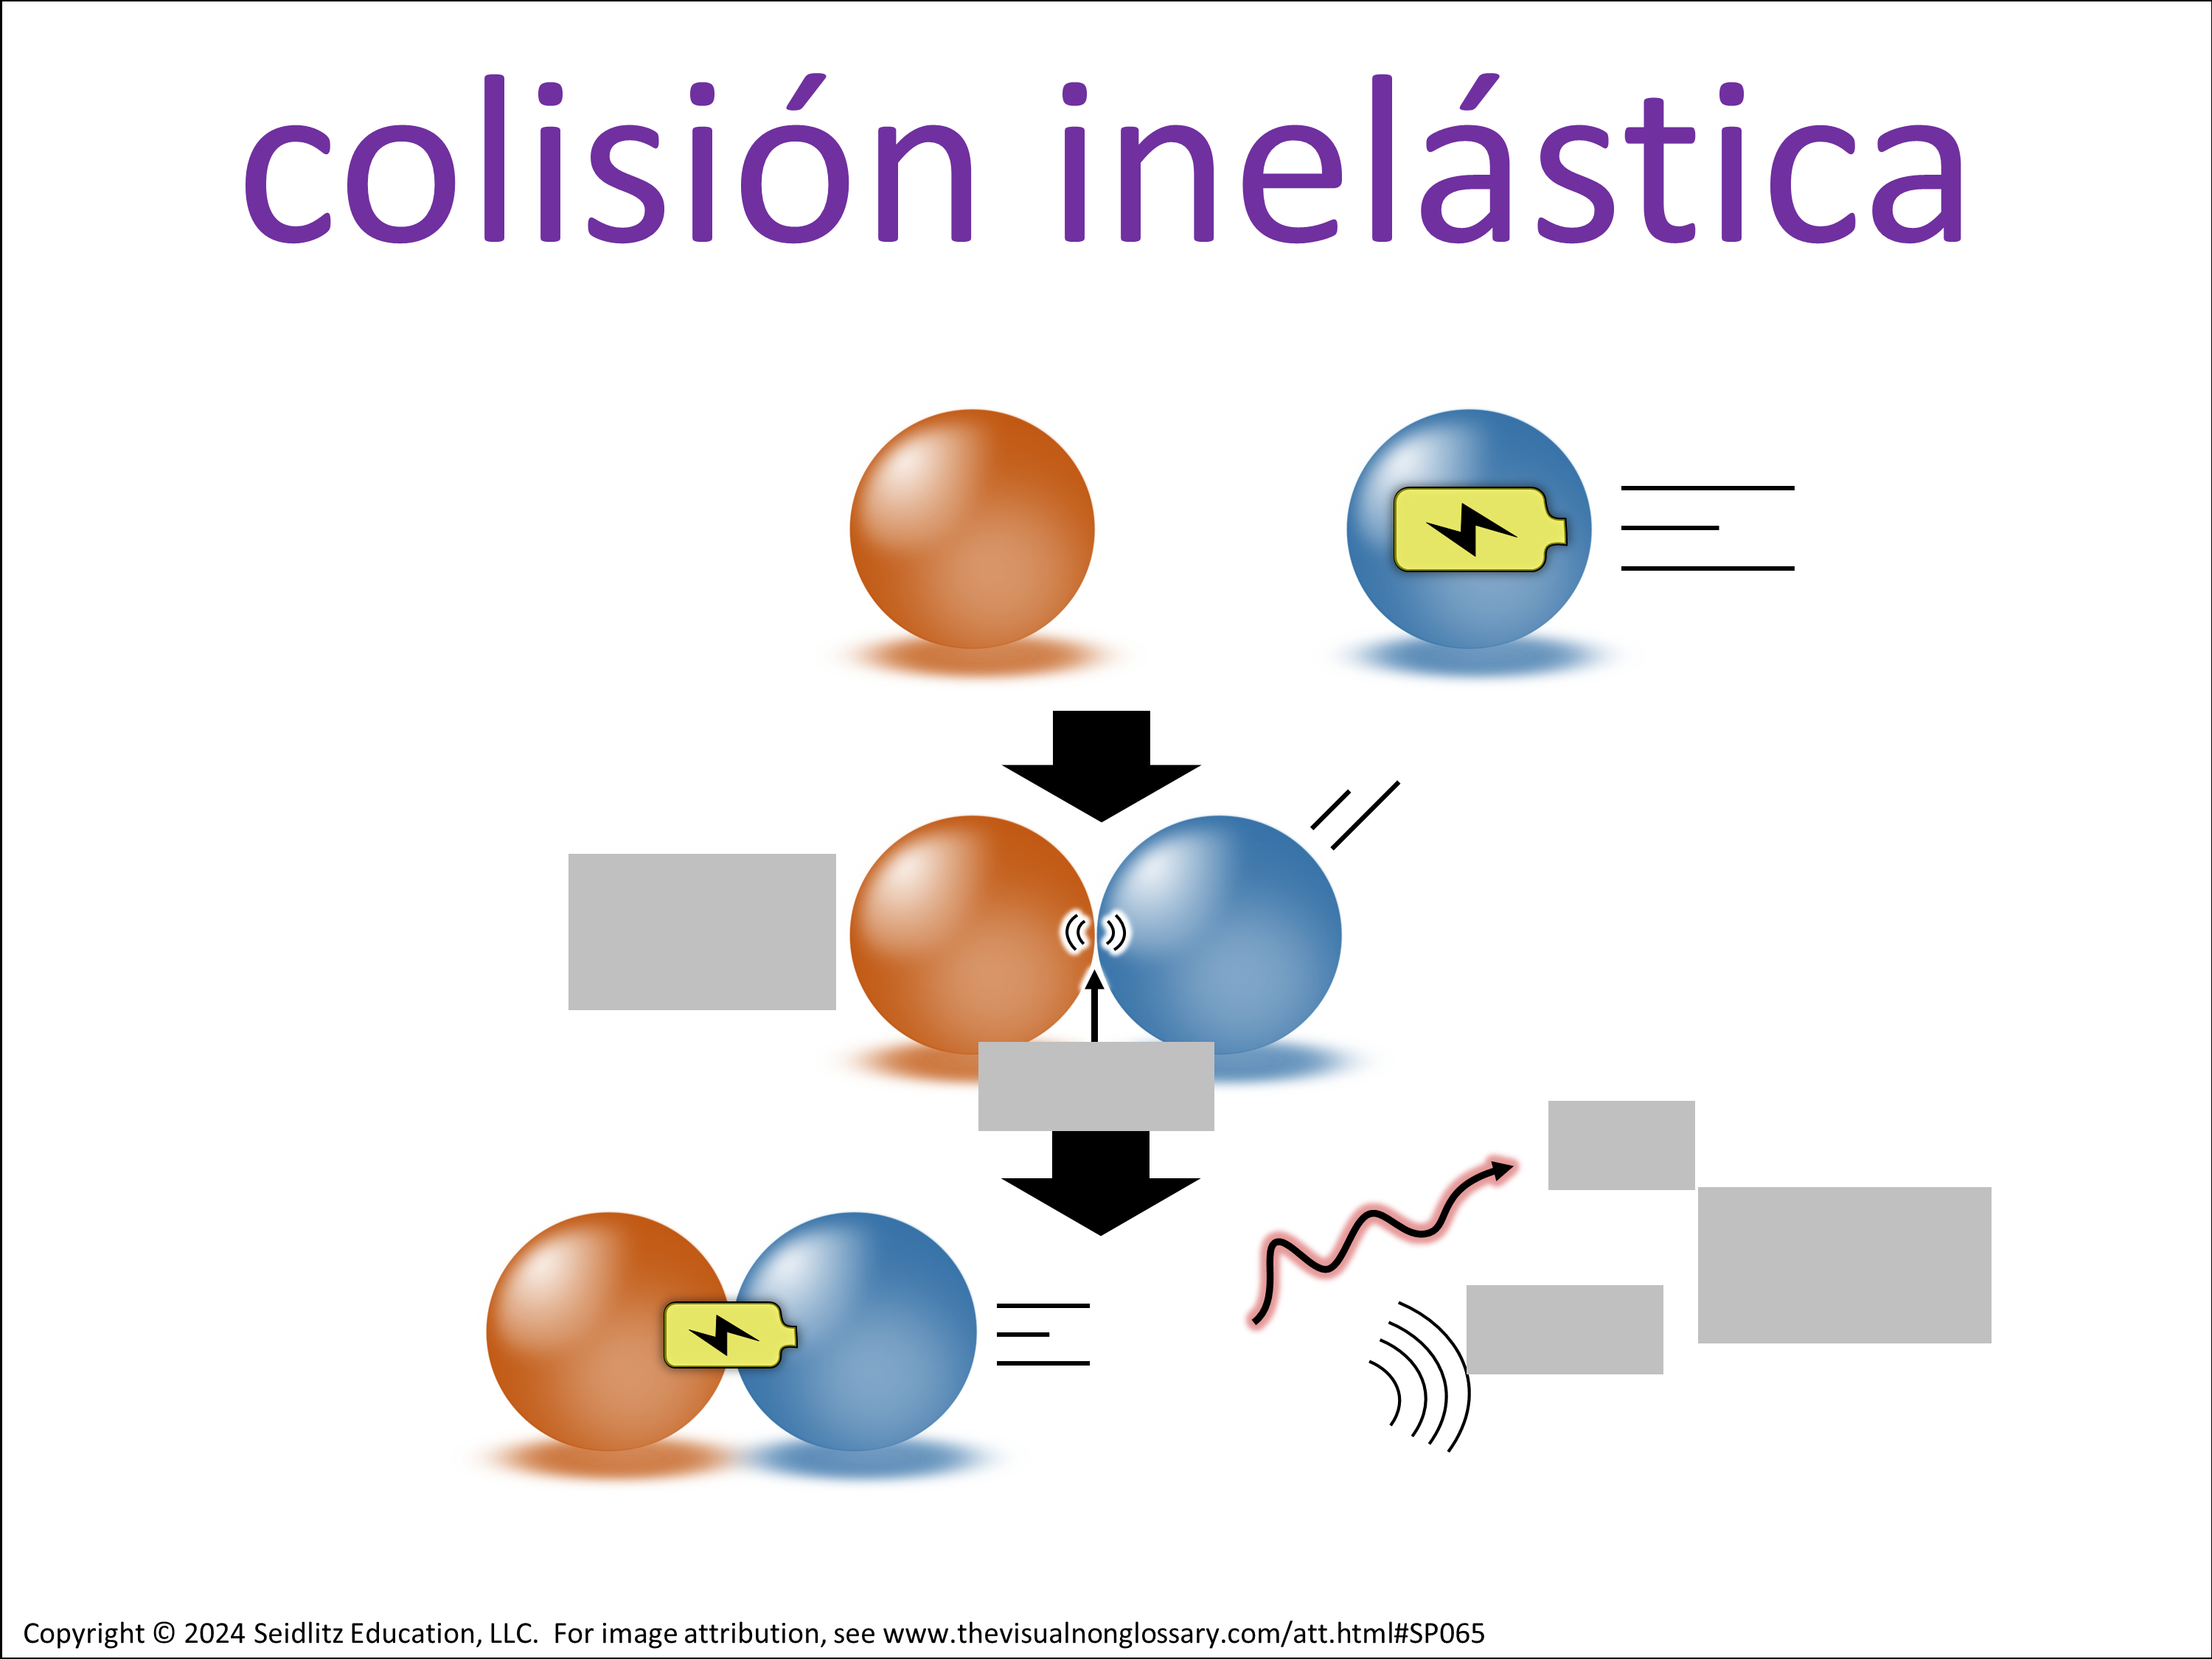 colisión inelástica
Copyright © 2024 Seidlitz Education, LLC.  For image attribution, see www.thevisualnonglossary.com/att.html#SP065